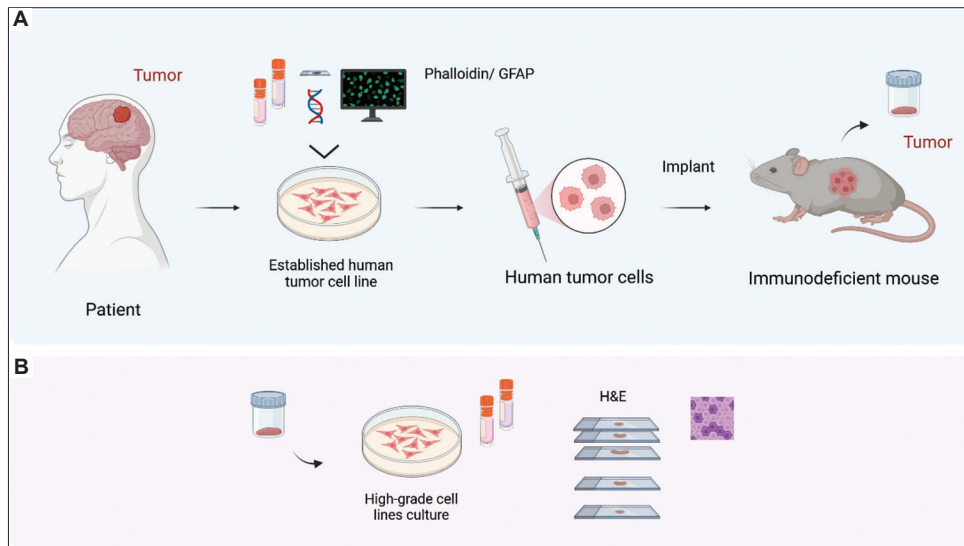 A
Tumor
Phalloidin/ GFAP
Tumor
Implant
Established human
tumor cell line
Human tumor cells
Immunodeficient mouse
Patient
B
H&E
High-grade cell
lines culture